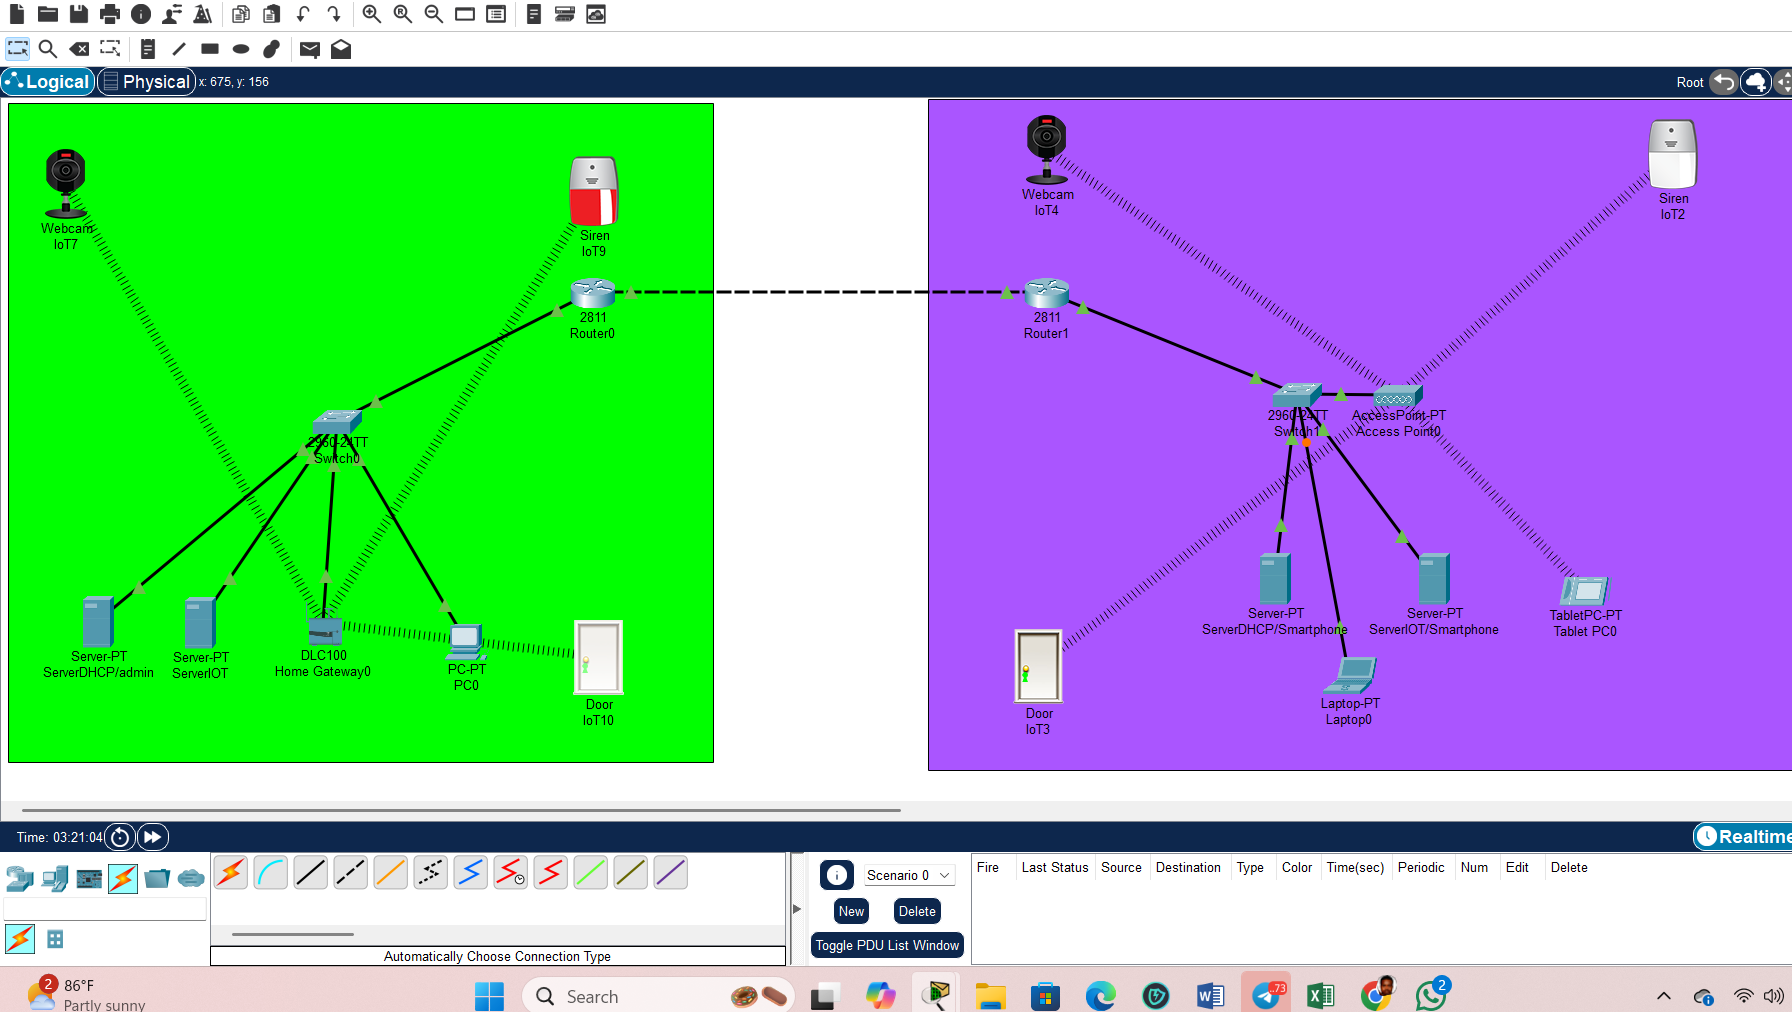 Logical
Physical
x: 675, y: 156
Root
Webcam
IoT7
Siren
IoT9
2811
Router0
2960-24TT
Switch0
Server-PT
ServerDHCP/admin
Server-PT
ServerIOT
DLC100
Home Gateway0
PC-PT
PC0
Door
IoT10
Webcam
IoT4
Siren
IoT2
2811
Router1
2960-24TT
Switch1
AccessPoint-PT
Access Point0
Server-PT
ServerDHCP/Smartphone
Server-PT
ServerIOT/Smartphone
TabletPC-PT
Tablet PC0
Laptop-PT
Laptop0
Door
IoT3
Time: 03:21:04
Realtime
Scenario 0
New
Delete
Toggle PDU List Window
Fire Last Status Source Destination Type Color Time(sec) Periodic Num Edit Delete
Automatically Choose Connection Type
2
86°F
Partly sunny
Search
73
2